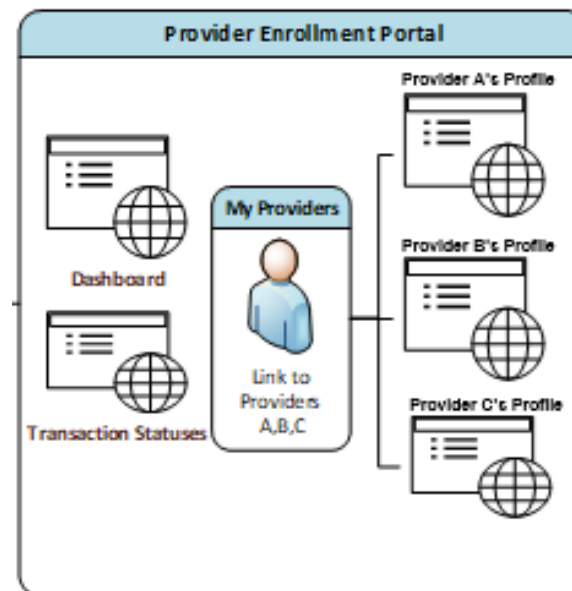 Provider Enrollment Portal
Dashboard
Transaction Statuses
My Providers
Link to
Providers
A,B,C
Provider A's Profile
Provider B's Profile
Provider C's Profile